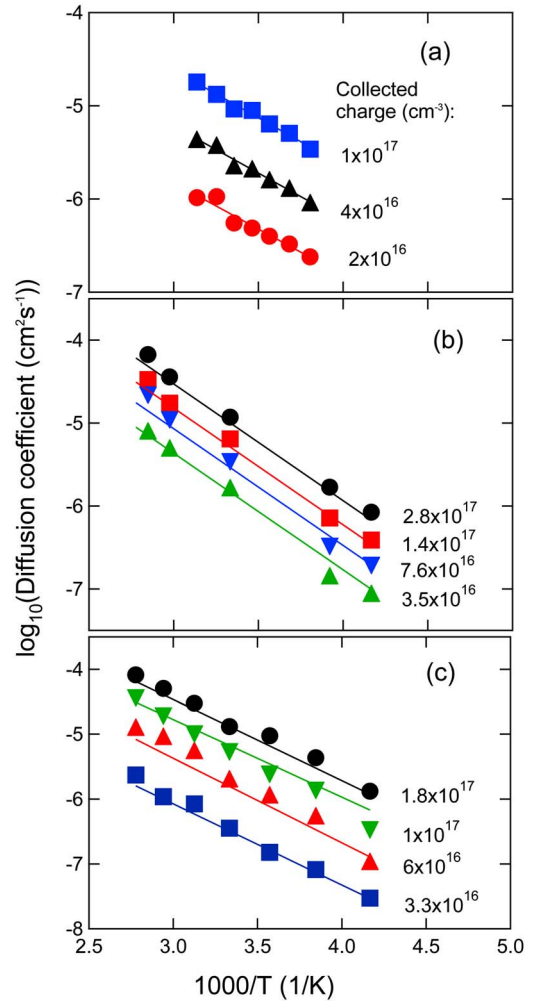 -4
(a)
Collected
charge (cm⁻³):
-5
1x10¹⁷
4x10¹⁶
-6
2x10¹⁶
-7
(b)
-4
-5
-6
2.8x10¹⁷
1.4x10¹⁷
7.6x10¹⁶
-7
3.5x10¹⁶
log₁₀(Diffusion coefficient (cm²s⁻¹))
(c)
-4
-5
1.8x10¹⁷
-6
1x10¹⁷
6x10¹⁶
-7
3.3x10¹⁶
-8
2.5 3.0 3.5 4.0 4.5 5.0
1000/T (1/K)